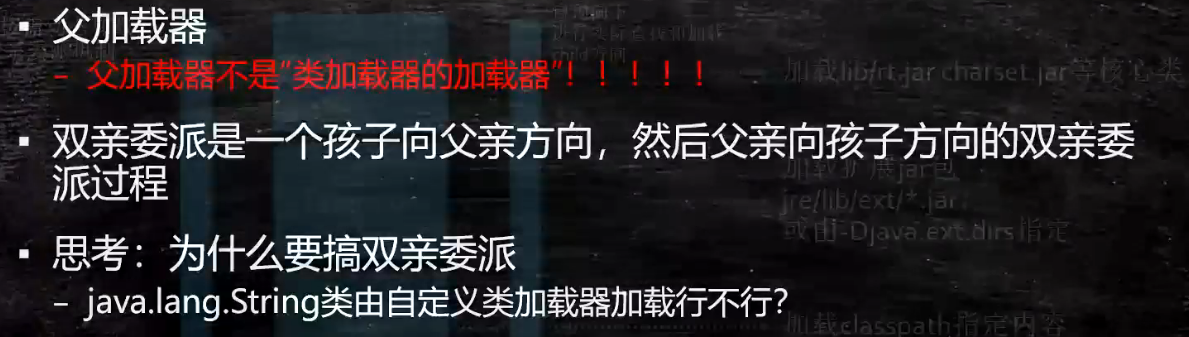 ▪ 父加载器
– 父加载器不是“类加载器的加载器”！！！！！
▪ 双亲委派是一个孩子向父亲方向，然后父亲向孩子方向的双亲委
派过程
▪ 思考：为什么要搞双亲委派
– java.lang.String类由自定义类加载器加载行不行？
加载lib/rt.jar charset.jar等核心类
加载扩展jar包
jre/lib/ext/*.jar
或由-Djava.ext.dirs指定
加载classpath指定内容